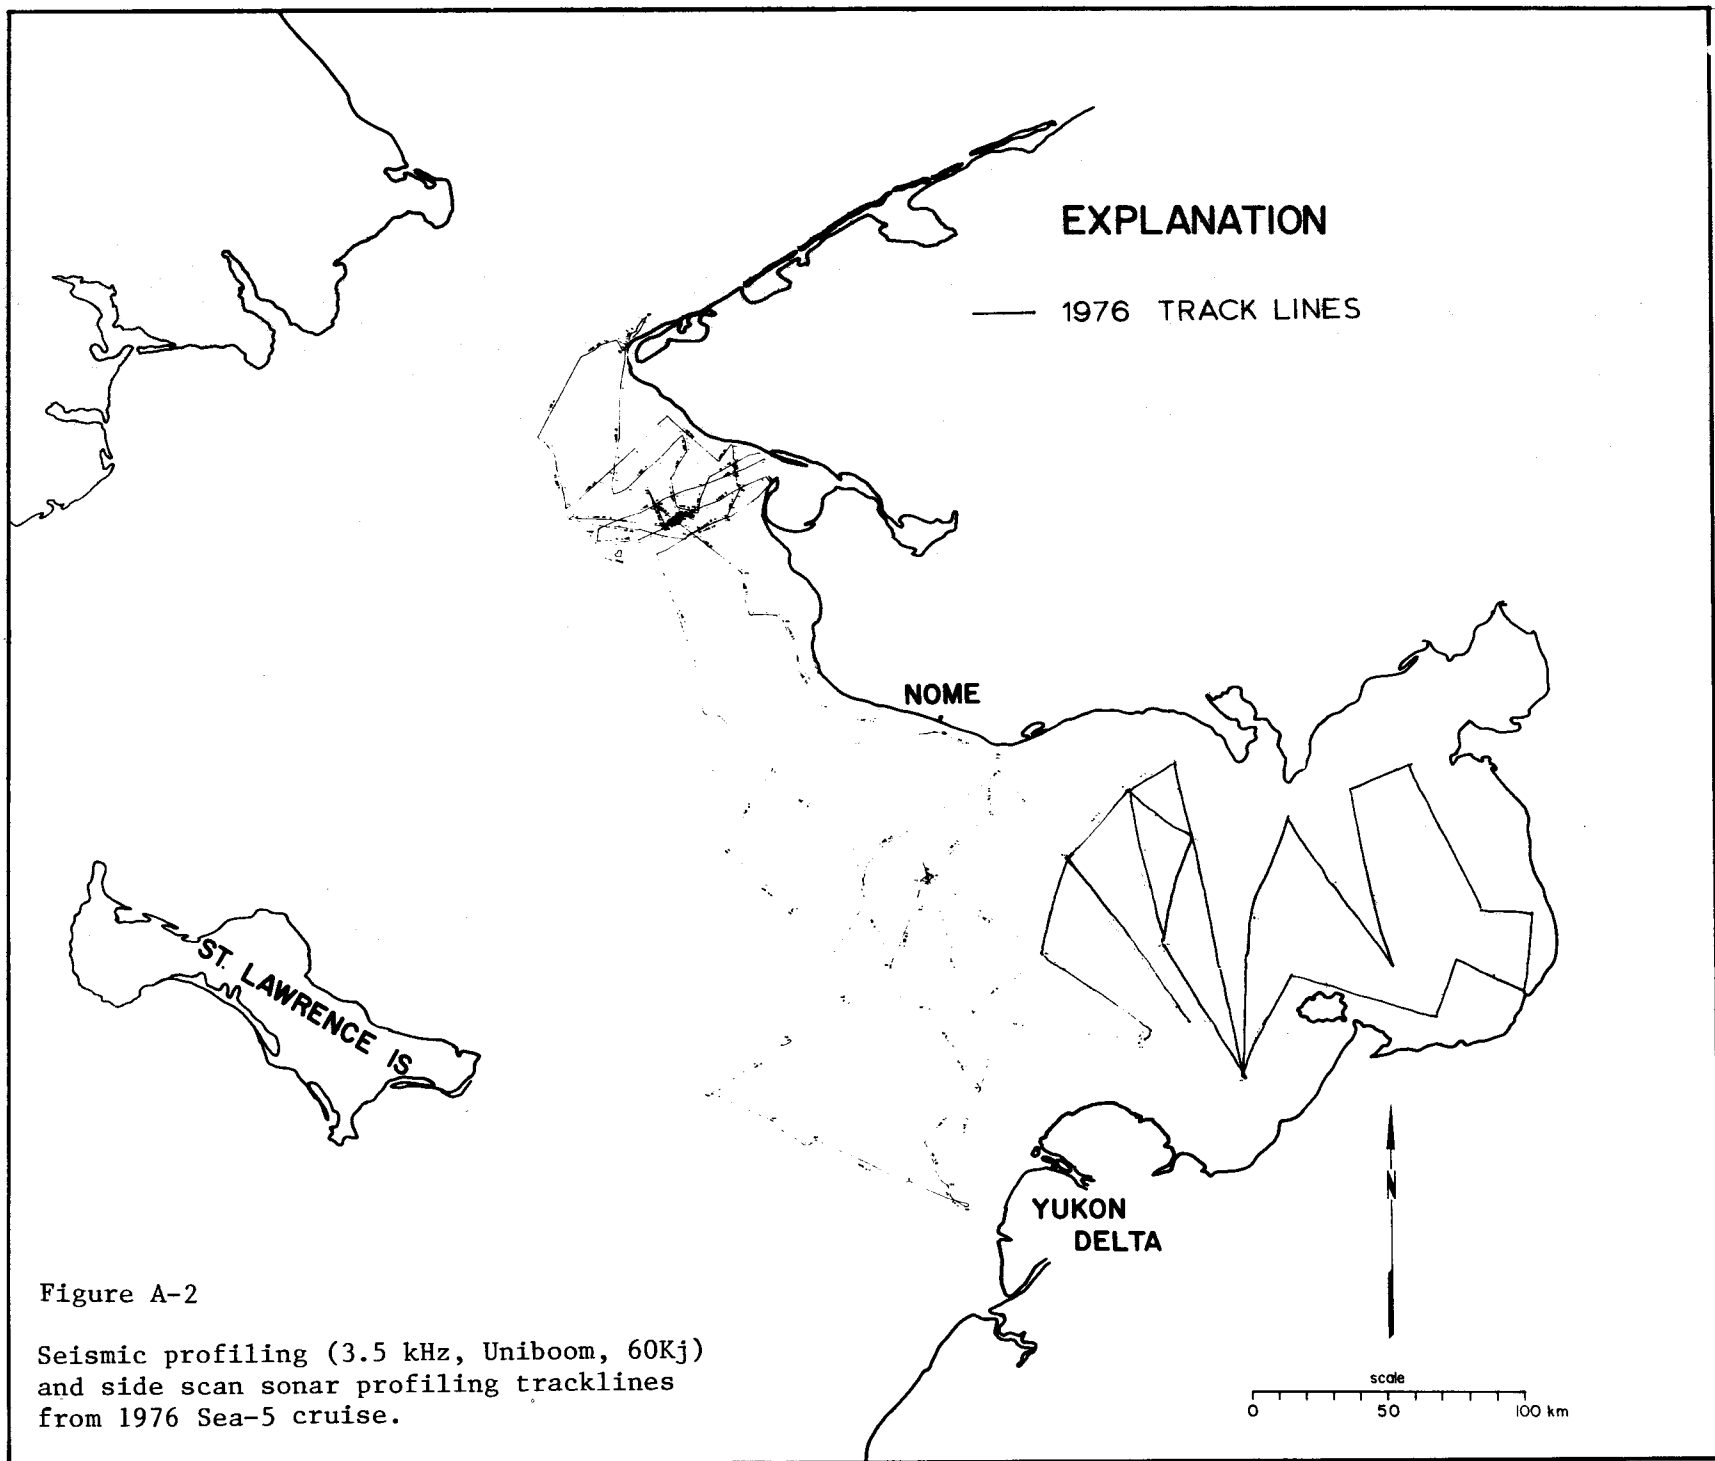 EXPLANATION
1976 TRACK LINES
NOME
ST. LAWRENCE IS
YUKON
DELTA
N
Figure A-2
Seismic profiling (3.5 kHz, Uniboom, 60Kj)
and side scan sonar profiling tracklines
from 1976 Sea-5 cruise.
scale
0 50 100 km